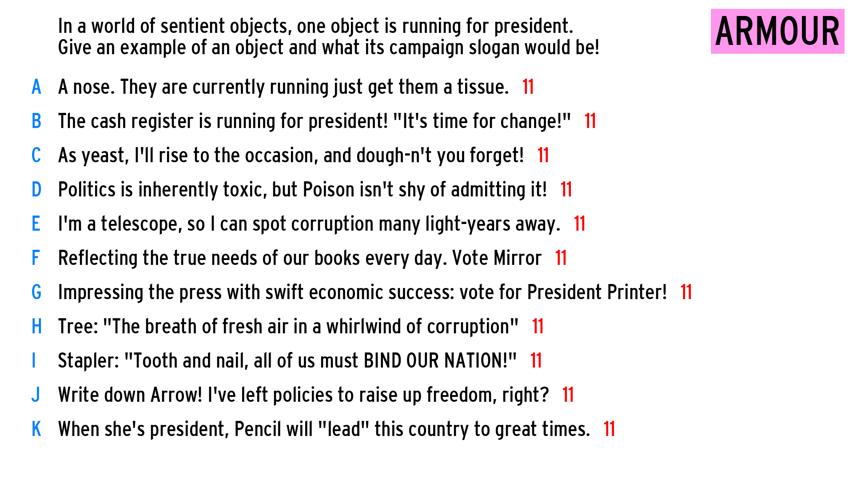 In a world of sentient objects, one object is running for president.
Give an example of an object and what its campaign slogan would be!
ARMOUR
A A nose. They are currently running just get them a tissue. 11
B The cash register is running for president! "It's time for change!" 11
C As yeast, I'll rise to the occasion, and dough-n't you forget! 11
D Politics is inherently toxic, but Poison isn't shy of admitting it! 11
E I'm a telescope, so I can spot corruption many light-years away. 11
F Reflecting the true needs of our books every day. Vote Mirror 11
G Impressing the press with swift economic success: vote for President Printer! 11
H Tree: "The breath of fresh air in a whirlwind of corruption" 11
I Stapler: "Tooth and nail, all of us must BIND OUR NATION!" 11
J Write down Arrow! I've left policies to raise up freedom, right? 11
K When she's president, Pencil will "lead" this country to great times. 11